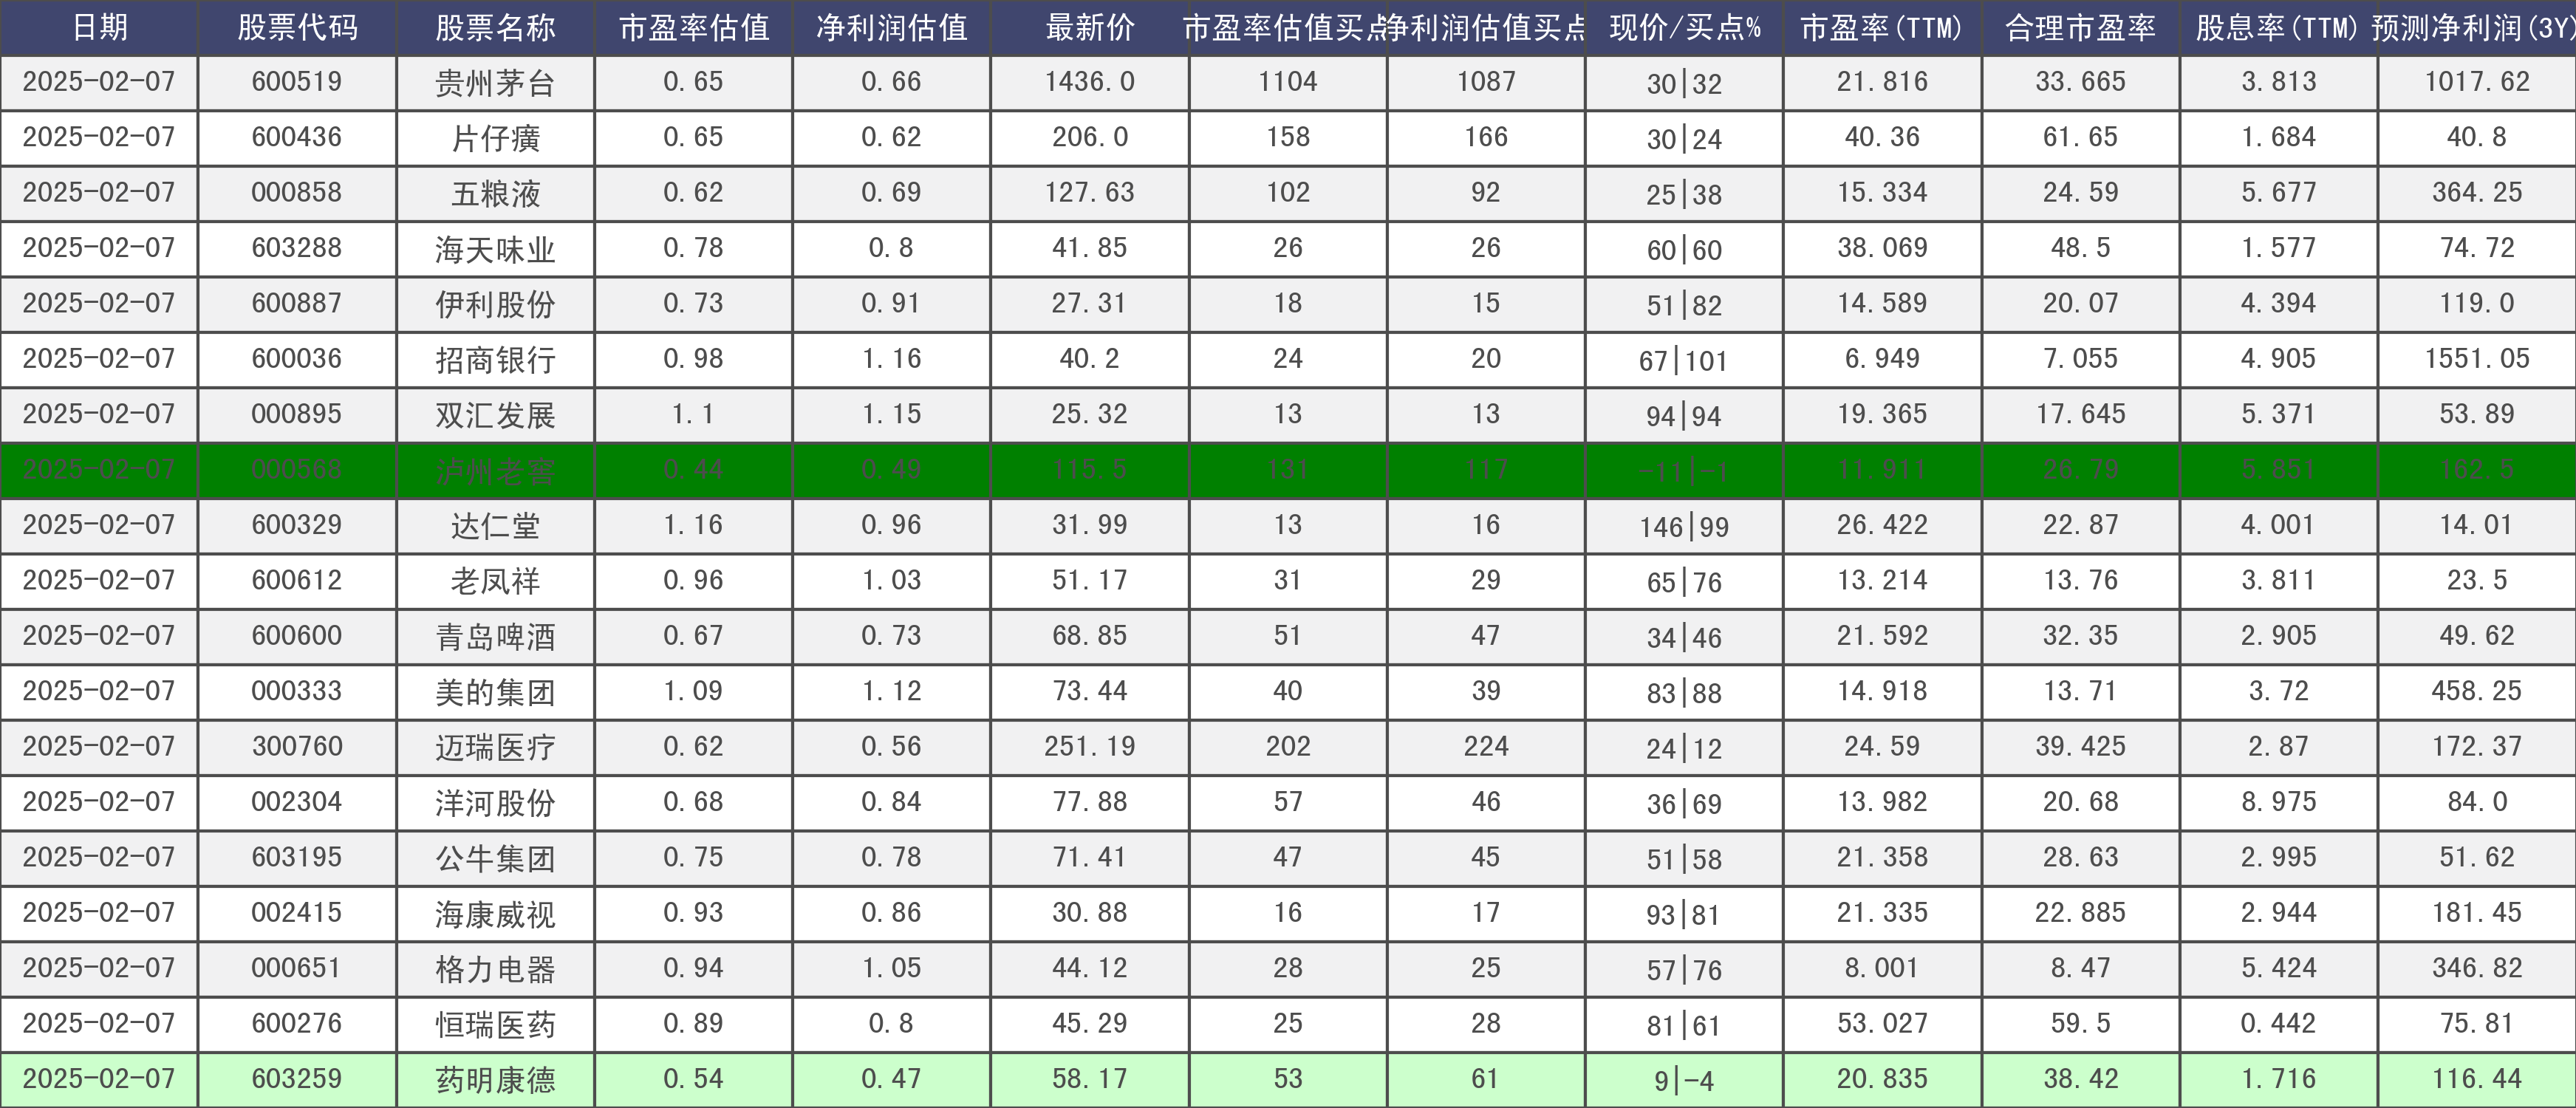 日期 股票代码 股票名称 市盈率估值 净利润估值 最新价 市盈率估值买点 净利润估值买点 现价/买点% 市盈率(TTM) 合理市盈率 股息率(TTM) 预测净利润(3Y)
2025-02-07 600519 贵州茅台 0.65 0.66 1436.0 1104 1087 30|32 21.816 33.665 3.813 1017.62
2025-02-07 600436 片仔癀 0.65 0.62 206.0 158 166 30|24 40.36 61.65 1.684 40.8
2025-02-07 000858 五粮液 0.62 0.69 127.63 102 92 25|38 15.334 24.59 5.677 364.25
2025-02-07 603288 海天味业 0.78 0.8 41.85 26 26 60|60 38.069 48.5 1.577 74.72
2025-02-07 600887 伊利股份 0.73 0.91 27.31 18 15 51|82 14.589 20.07 4.394 119.0
2025-02-07 600036 招商银行 0.98 1.16 40.2 24 20 67|101 6.949 7.055 4.905 1551.05
2025-02-07 000895 双汇发展 1.1 1.15 25.32 13 13 94|94 19.365 17.645 5.371 53.89
2025-02-07 000568 泸州老窖 0.44 0.49 115.5 131 117 -11|-1 11.911 26.79 5.851 162.5
2025-02-07 600329 达仁堂 1.16 0.96 31.99 13 16 146|99 26.422 22.87 4.001 14.01
2025-02-07 600612 老凤祥 0.96 1.03 51.17 31 29 65|76 13.214 13.76 3.811 23.5
2025-02-07 600600 青岛啤酒 0.67 0.73 68.85 51 47 34|46 21.592 32.35 2.905 49.62
2025-02-07 000333 美的集团 1.09 1.12 73.44 40 39 83|88 14.918 13.71 3.72 458.25
2025-02-07 300760 迈瑞医疗 0.62 0.56 251.19 202 224 24|12 24.59 39.425 2.87 172.37
2025-02-07 002304 洋河股份 0.68 0.84 77.88 57 46 36|69 13.982 20.68 8.975 84.0
2025-02-07 603195 公牛集团 0.75 0.78 71.41 47 45 51|58 21.358 28.63 2.995 51.62
2025-02-07 002415 海康威视 0.93 0.86 30.88 16 17 93|81 21.335 22.885 2.944 181.45
2025-02-07 000651 格力电器 0.94 1.05 44.12 28 25 57|76 8.001 8.47 5.424 346.82
2025-02-07 600276 恒瑞医药 0.89 0.8 45.29 25 28 81|61 53.027 59.5 0.442 75.81
2025-02-07 603259 药明康德 0.54 0.47 58.17 53 61 9|-4 20.835 38.42 1.716 116.44